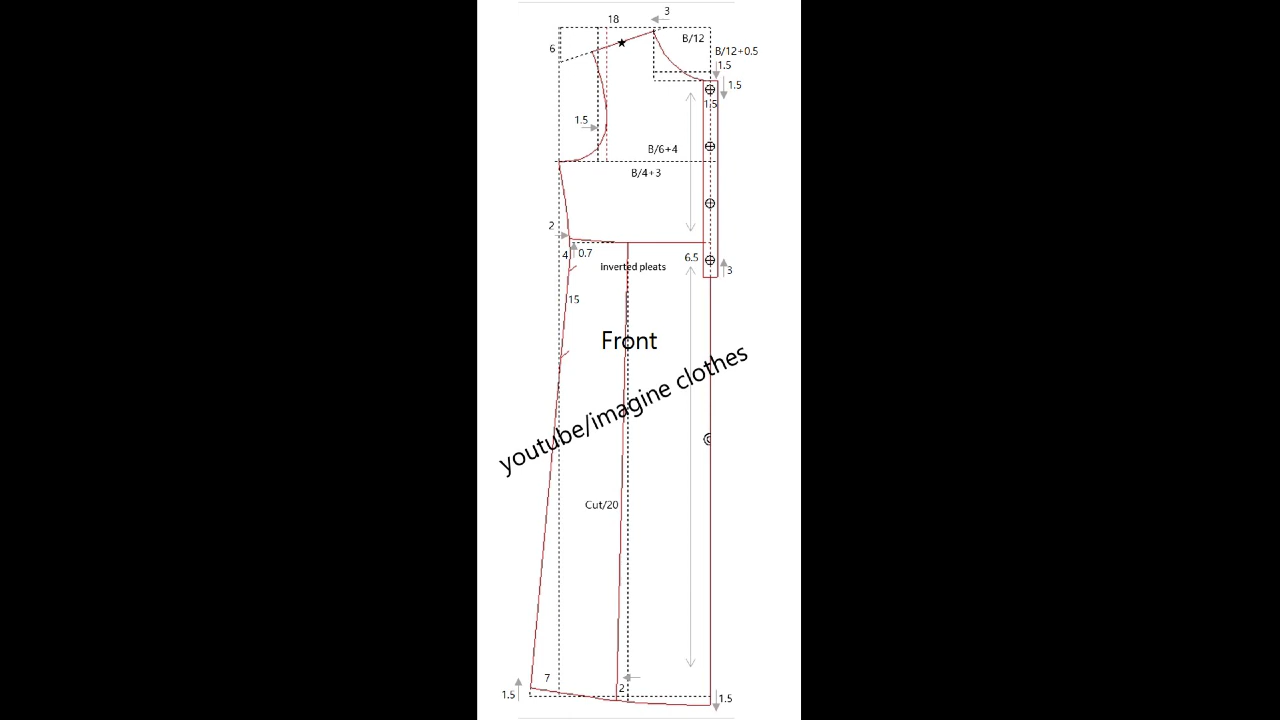 3
18
B/12
6
B/12+0.5
1.5
1.5
1.5
1.5
B/6+4
B/4+3
2
4
0.7
6.5
inverted pleats
3
15
Front
youtube/imagine clothes
Cut/20
7
2
1.5
1.5